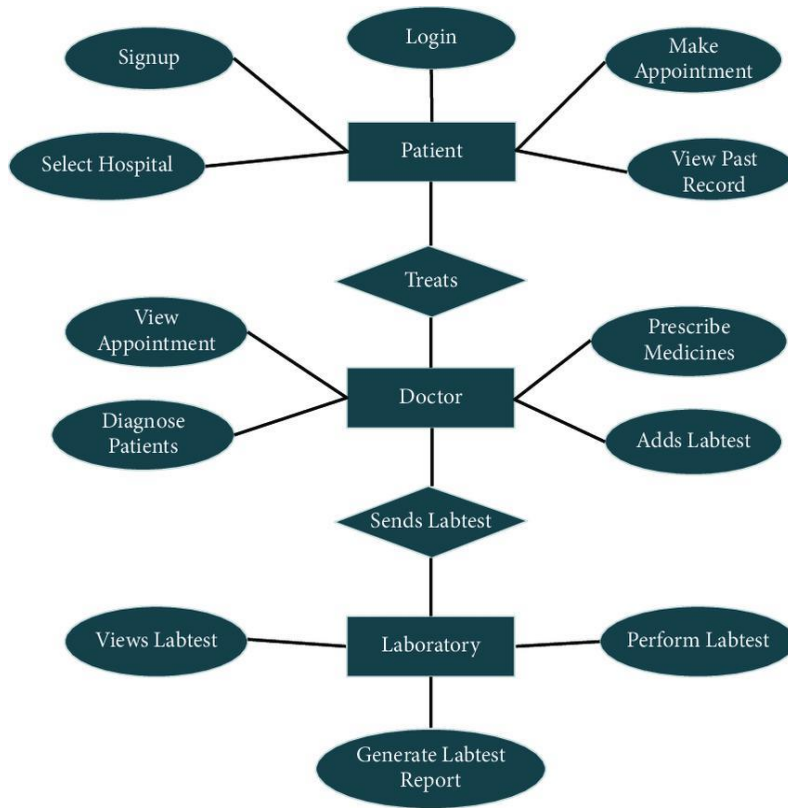 Login
Signup
Make
Appointment
Select Hospital
Patient
View Past
Record
Treats
View
Appointment
Prescribe
Medicines
Doctor
Diagnose
Patients
Adds Labtest
Sends Labtest
Views Labtest
Laboratory
Perform Labtest
Generate Labtest
Report